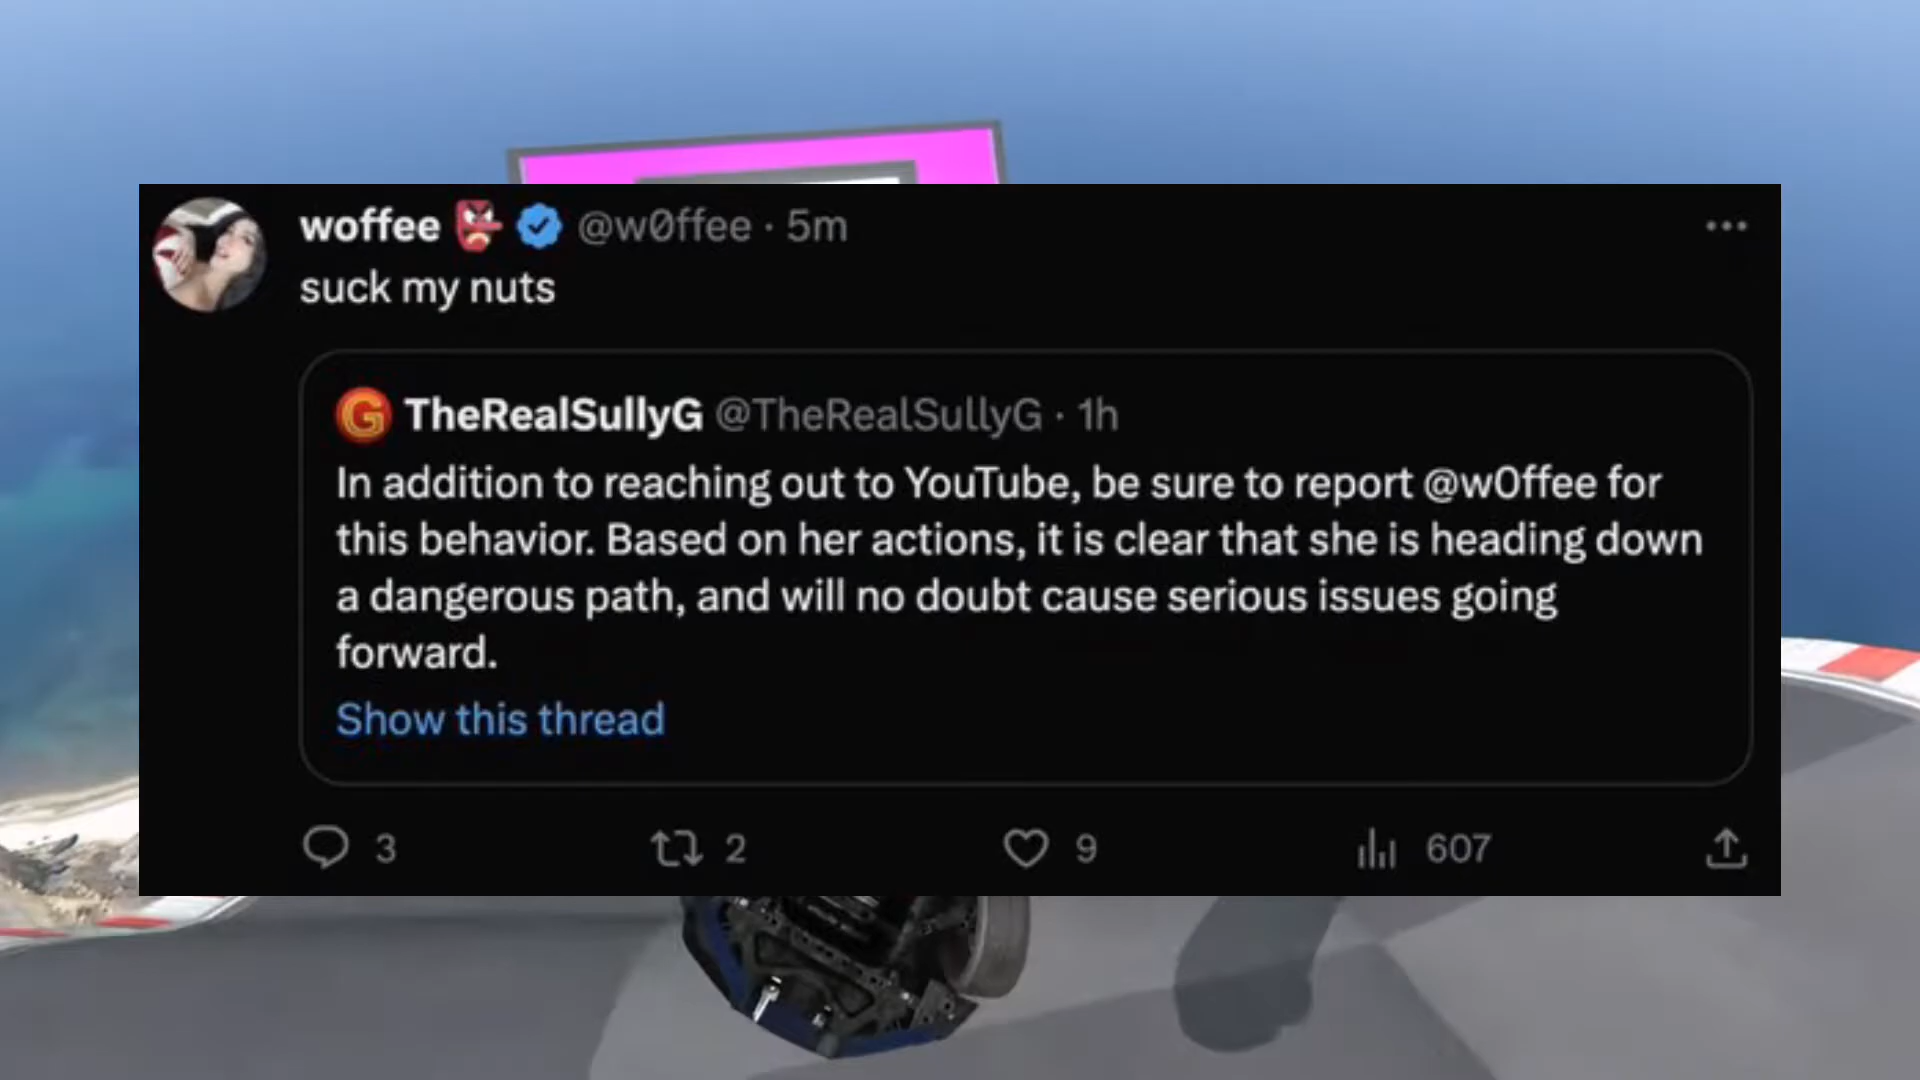 woffee 👺 @w0ffee · 5m
suck my nuts
G TheRealSullyG @TheRealSullyG · 1h
In addition to reaching out to YouTube, be sure to report @w0ffee for
this behavior. Based on her actions, it is clear that she is heading down
a dangerous path, and will no doubt cause serious issues going
forward.
Show this thread
3 2 9 607